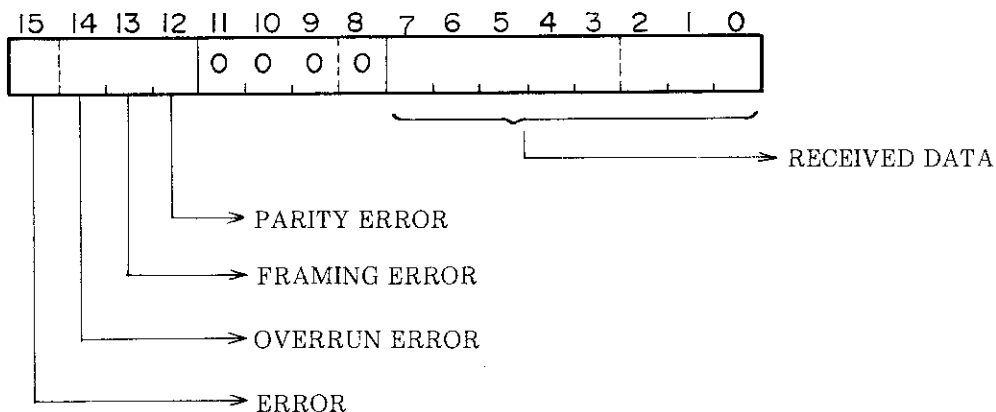 15 14 13 12 11 10 9 8 7 6 5 4 3 2 1 0
0 0 0 0
RECEIVED DATA
PARITY ERROR
FRAMING ERROR
OVERRUN ERROR
ERROR